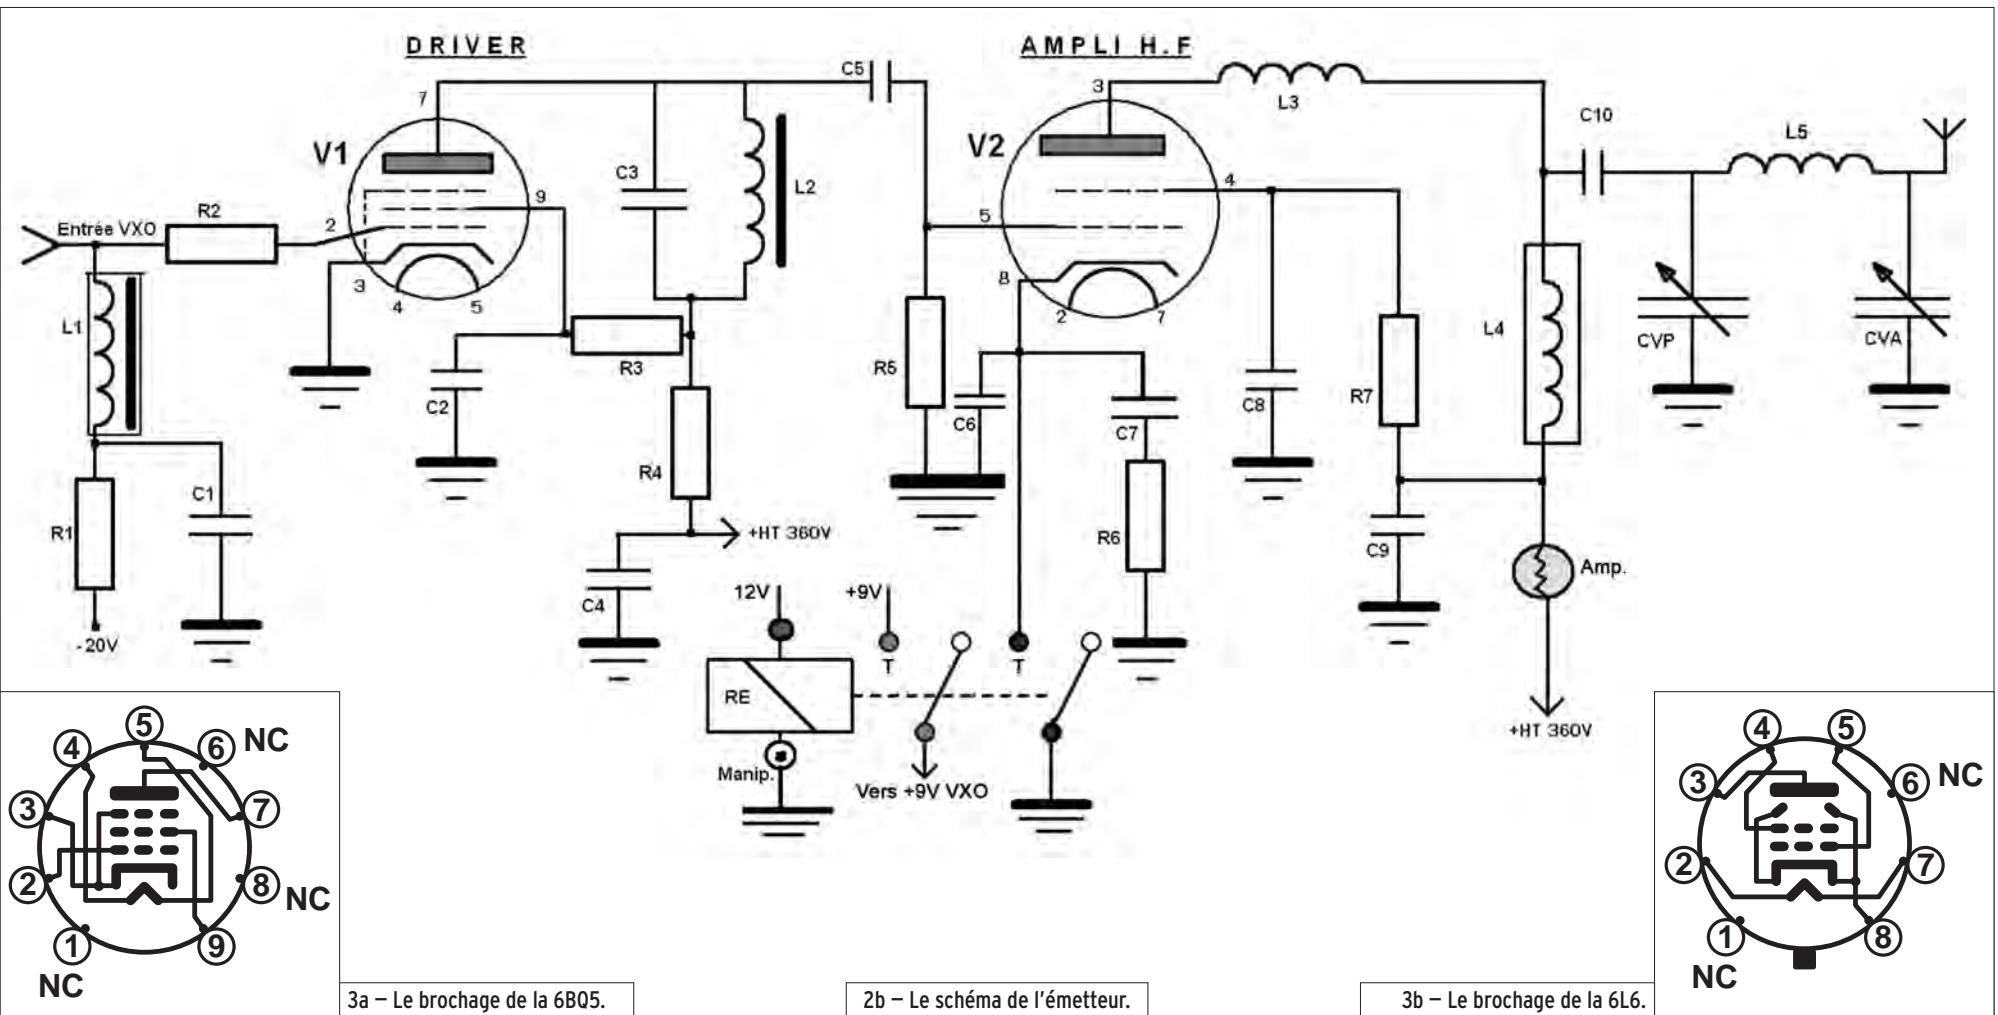 DRIVER
AMPLI H.F
C5
3
7
L3
C10
L5
V1
V2
C3
L2
4
9
R2
2
5
Entrée VXO
3
8
4
5
2
7
L1
L4
CVP
CVA
R3
R5
C2
C6
C7
C8
R7
R4
C1
R1
+HT 360V
R6
C9
Amp.
C4
12V
+9V
-20V
T
T
RE
+HT 360V
Manip.
Vers +9V VXO
5
4
6
NC
3
7
2
8
NC
1
9
NC
4
5
3
6
NC
2
7
1
8
NC
3a – Le brochage de la 6BQ5.
2b – Le schéma de l'émetteur.
3b – Le brochage de la 6L6.